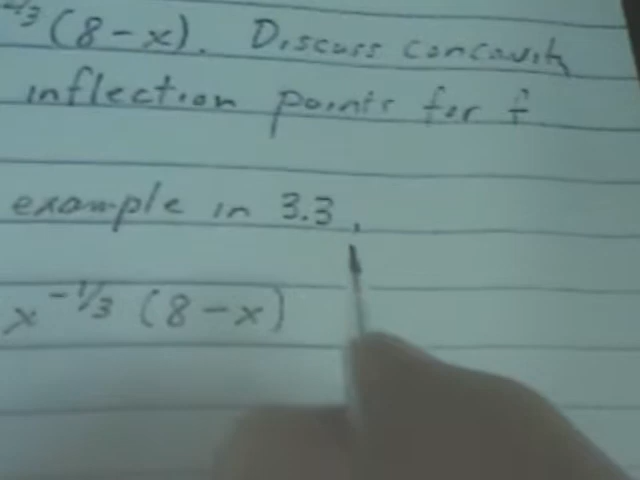 (8-x). Discuss concavity
inflection points for f
example in 3.3,
x^-1/3 (8-x)